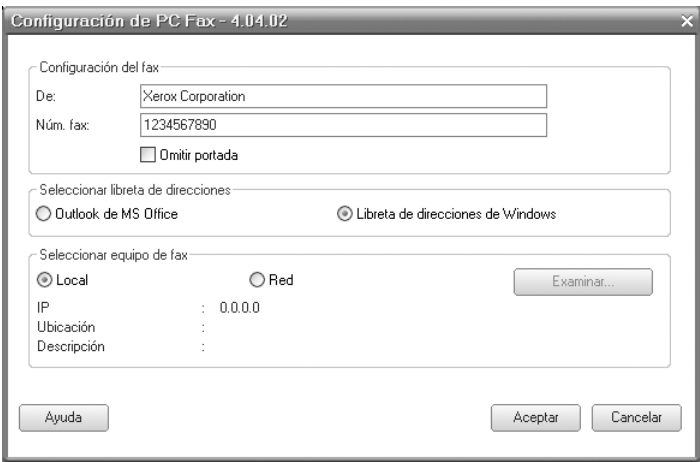 Configuración de PC Fax - 4.04.02
Configuración del fax
De: Xerox Corporation
Núm. fax: 1234567890
Omitir portada
Seleccionar libreta de direcciones
Outlook de MS Office Libreta de direcciones de Windows
Seleccionar equipo de fax
Local Red Examinar...
IP : 0.0.0.0
Ubicación :
Descripción :
Ayuda Aceptar Cancelar